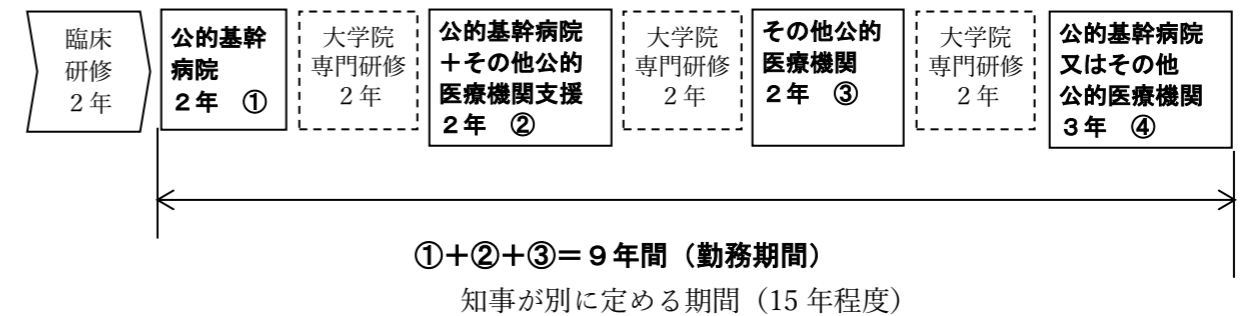 臨床
研修
２年
公的基幹
病院
２年　①
大学院
専門研修
２年
公的基幹病院
＋その他公的
医療機関支援
２年　②
大学院
専門研修
２年
その他公的
医療機関
２年　③
大学院
専門研修
２年
公的基幹病院
又はその他
公的医療機関
３年　④
①＋②＋③＝９年間（勤務期間）
知事が別に定める期間（15 年程度）